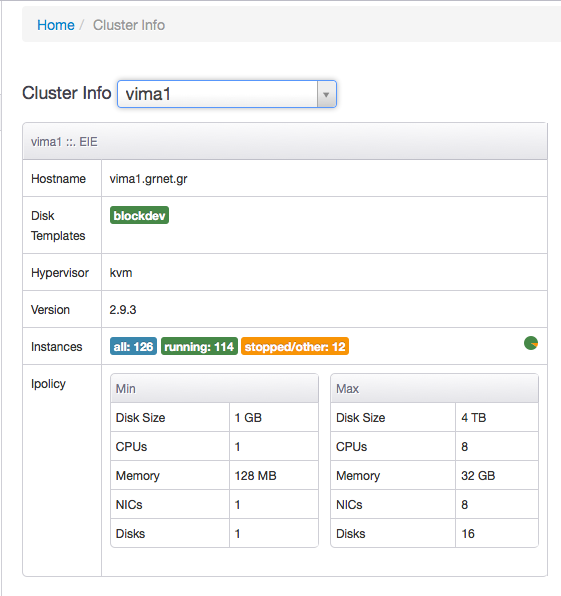 Home / Cluster Info
Cluster Info vima1
vima1 ::. EIE
Hostname vima1.grnet.gr
Disk Templates blockdev
Hypervisor kvm
Version 2.9.3
Instances all: 126 running: 114 stopped/other: 12
Ipolicy
Min
Disk Size 1 GB
CPUs 1
Memory 128 MB
NICs 1
Disks 1
Max
Disk Size 4 TB
CPUs 8
Memory 32 GB
NICs 8
Disks 16